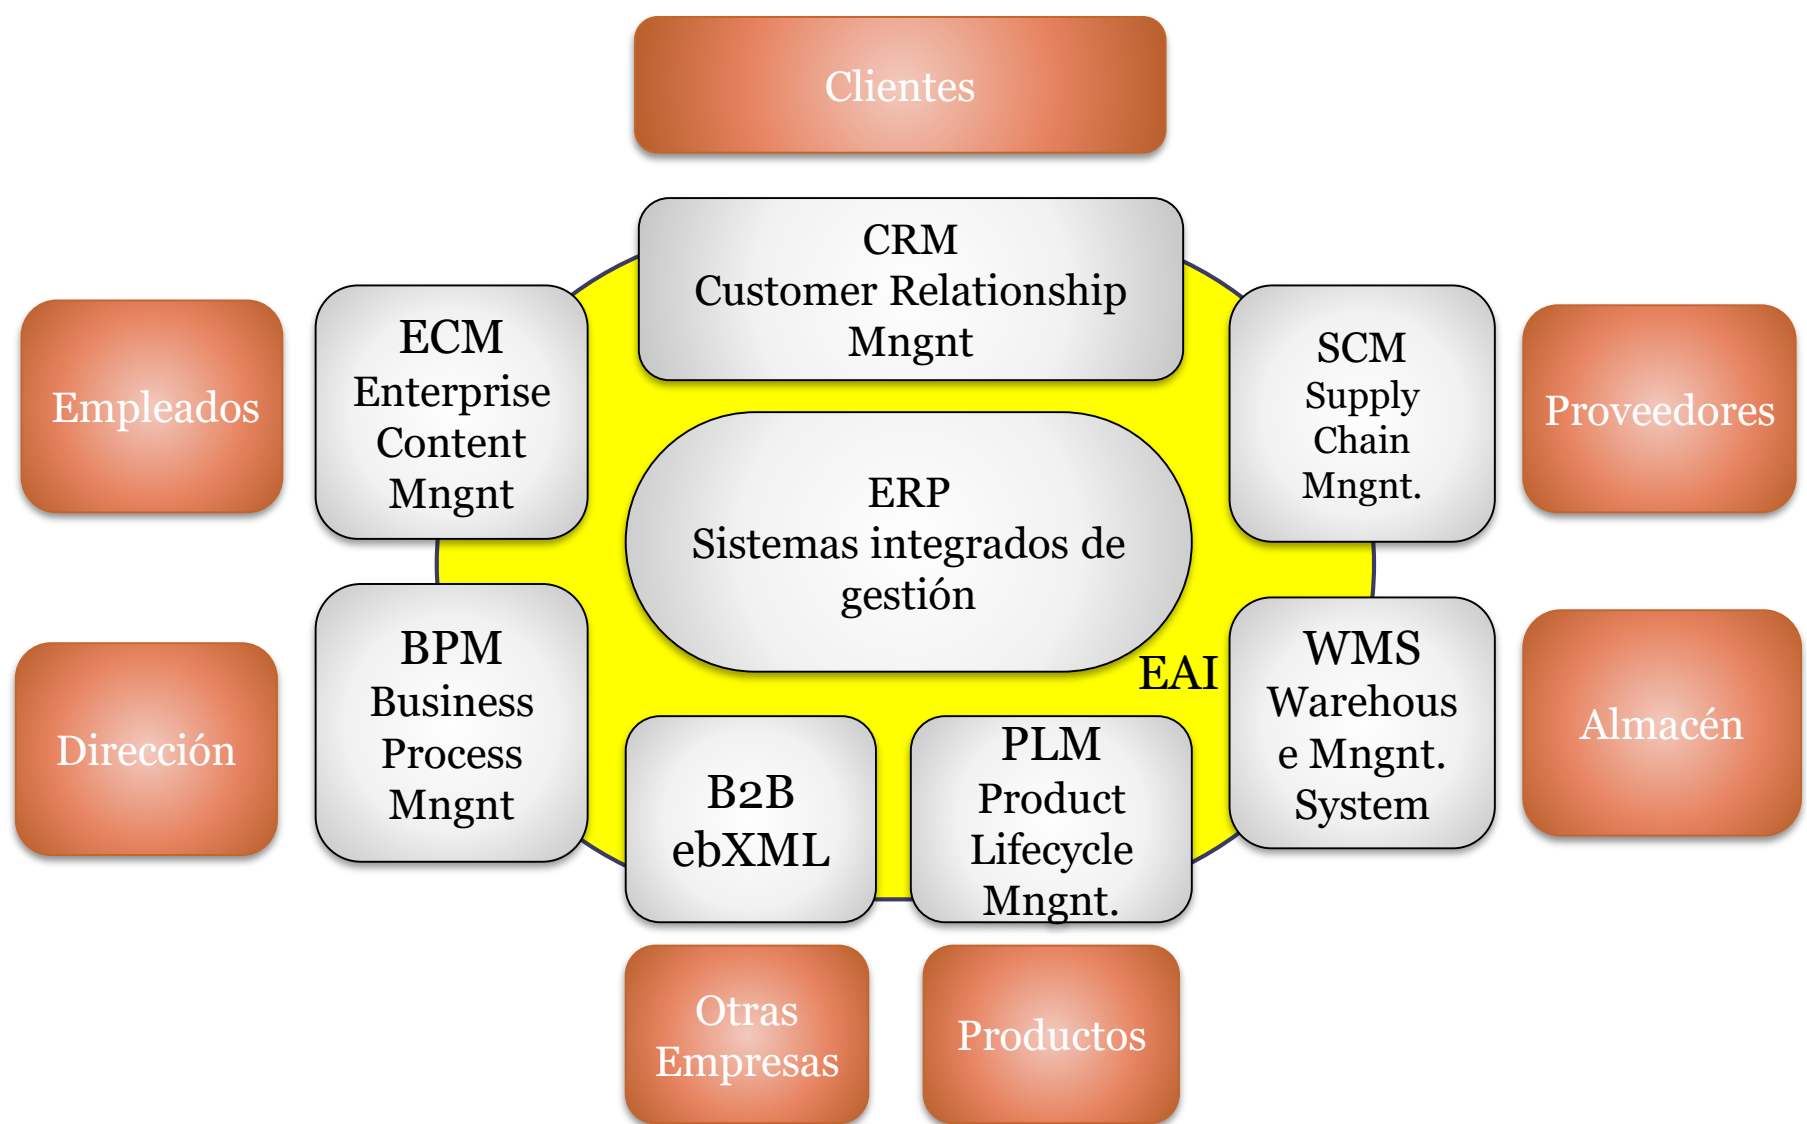 Clientes
CRM
Customer Relationship
Mngnt
Empleados
ECM
Enterprise
Content
Mngnt
SCM
Supply
Chain
Mngnt.
Proveedores
ERP
Sistemas integrados de
gestión
EAI
Dirección
BPM
Business
Process
Mngnt
WMS
Warehous
e Mngnt.
System
Almacén
B2B
ebXML
PLM
Product
Lifecycle
Mngnt.
Otras
Empresas
Productos